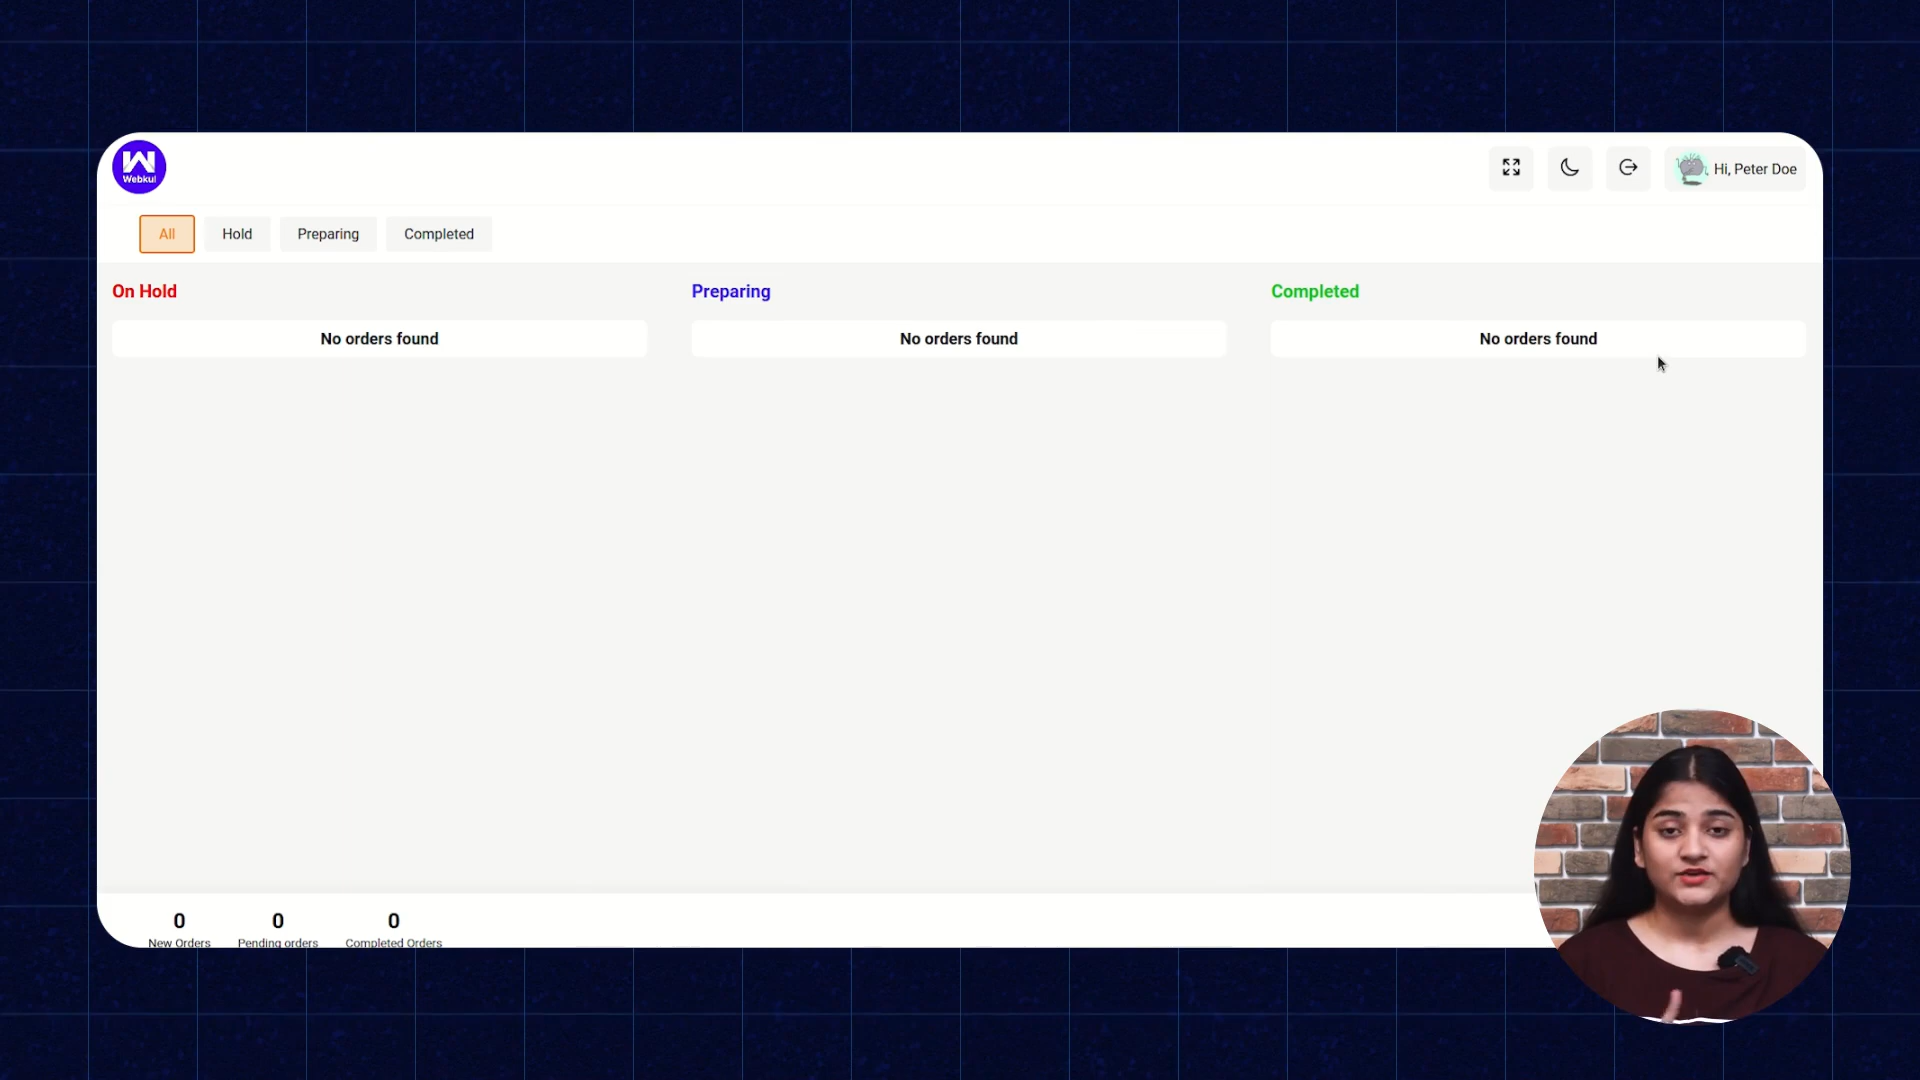 Webkul
Hi, Peter Doe
All
Hold
Preparing
Completed
On Hold
Preparing
Completed
No orders found
No orders found
No orders found
0
0
0
New Orders
Pending orders
Completed Orders